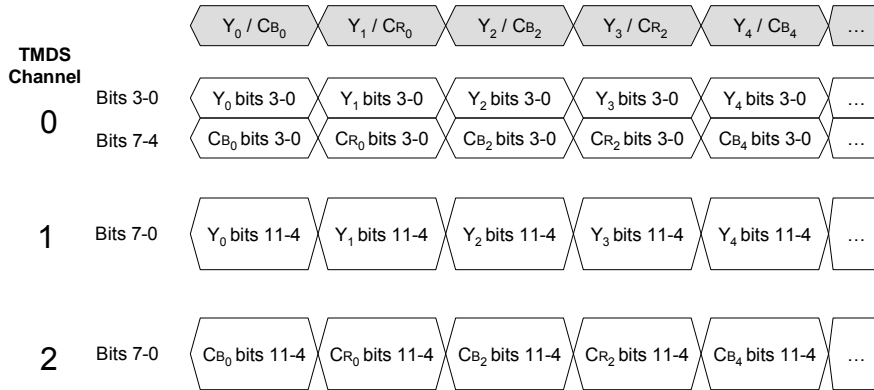 Y0 / CB0 Y1 / CR0 Y2 / CB2 Y3 / CR2 Y4 / CB4 ...
TMDS
Channel
0
Bits 3-0 Y0 bits 3-0 Y1 bits 3-0 Y2 bits 3-0 Y3 bits 3-0 Y4 bits 3-0 ...
Bits 7-4 CB0 bits 3-0 CR0 bits 3-0 CB2 bits 3-0 CR2 bits 3-0 CB4 bits 3-0 ...
1 Bits 7-0 Y0 bits 11-4 Y1 bits 11-4 Y2 bits 11-4 Y3 bits 11-4 Y4 bits 11-4 ...
2 Bits 7-0 CB0 bits 11-4 CR0 bits 11-4 CB2 bits 11-4 CR2 bits 11-4 CB4 bits 11-4 ...